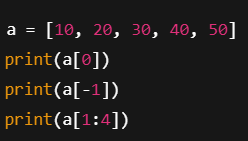 a = [10, 20, 30, 40, 50]
print(a[0])
print(a[-1])
print(a[1:4])